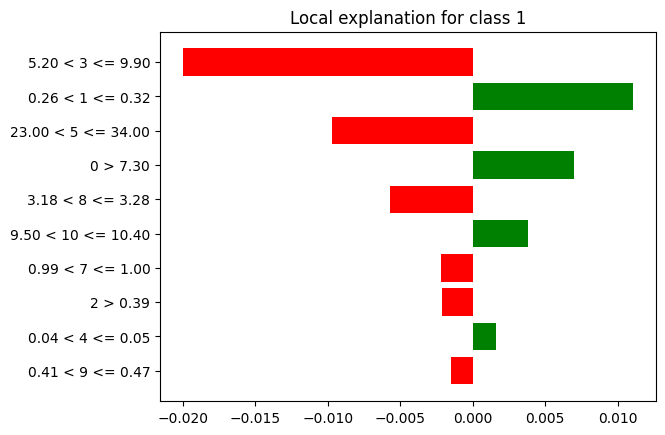 Local explanation for class 1
5.20 < 3 <= 9.90
0.26 < 1 <= 0.32
23.00 < 5 <= 34.00
0 > 7.30
3.18 < 8 <= 3.28
9.50 < 10 <= 10.40
0.99 < 7 <= 1.00
2 > 0.39
0.04 < 4 <= 0.05
0.41 < 9 <= 0.47
−0.020 −0.015 −0.010 −0.005 0.000 0.005 0.010